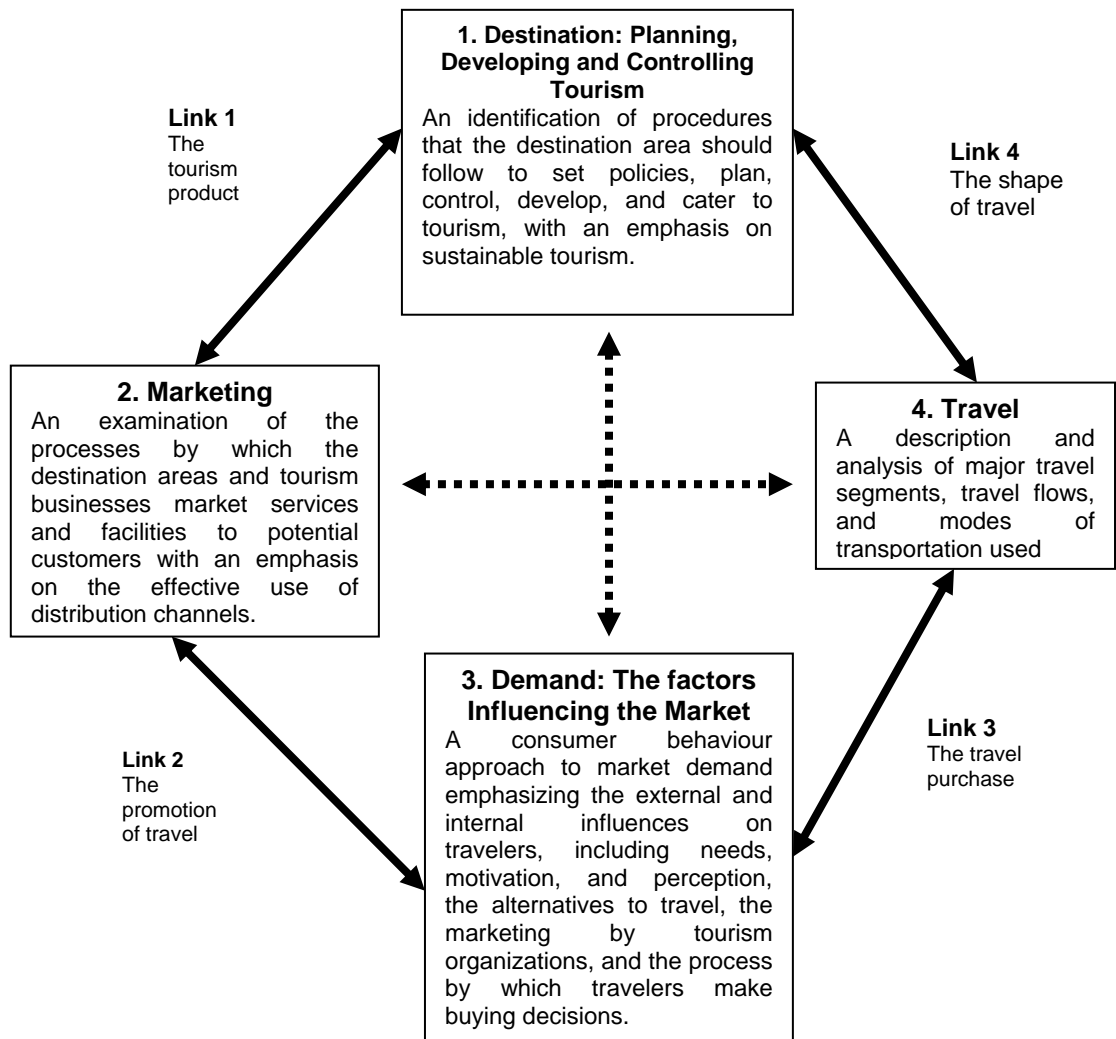 1. Destination: Planning,
Developing and Controlling
Tourism
An identification of procedures
that the destination area should
follow to set policies, plan,
control, develop, and cater to
tourism, with an emphasis on
sustainable tourism.
Link 1
The
tourism
product
Link 4
The shape
of travel
2. Marketing
An examination of the
processes by which the
destination areas and tourism
businesses market services
and facilities to potential
customers with an emphasis
on the effective use of
distribution channels.
4. Travel
A description and
analysis of major travel
segments, travel flows,
and modes of
transportation used
3. Demand: The factors
Influencing the Market
A consumer behaviour
approach to market demand
emphasizing the external and
internal influences on
travelers, including needs,
motivation, and perception,
the alternatives to travel, the
marketing by tourism
organizations, and the process
by which travelers make
buying decisions.
Link 2
The
promotion
of travel
Link 3
The travel
purchase